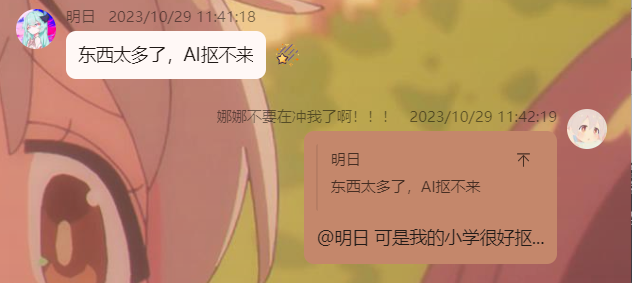 明日 2023/10/29 11:41:18
东西太多了，AI抠不来
娜娜不要在冲我了啊！！！ 2023/10/29 11:42:19
明日
东西太多了，AI抠不来
@明日 可是我的小学很好抠...